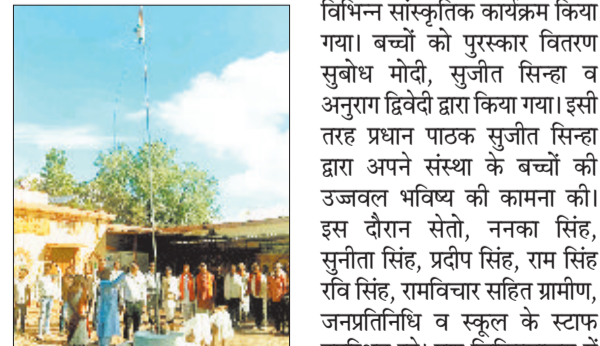 विभिन्न सांस्कृतिक कार्यक्रम किया
गया। बच्चों को पुरस्कार वितरण
सुबोध मोदी, सुजीत सिन्हा व
अनुराग द्विवेदी द्वारा किया गया। इसी
तरह प्रधान पाठक सुजीत सिन्हा
द्वारा अपने संस्था के बच्चों की
उज्जवल भविष्य की कामना की।
इस दौरान सेतो, ननका सिंह,
सुनीता सिंह, प्रदीप सिंह, राम सिंह
रवि सिंह, रामविचार सहित ग्रामीण,
जनप्रतिनिधि व स्कूल के स्टाफ